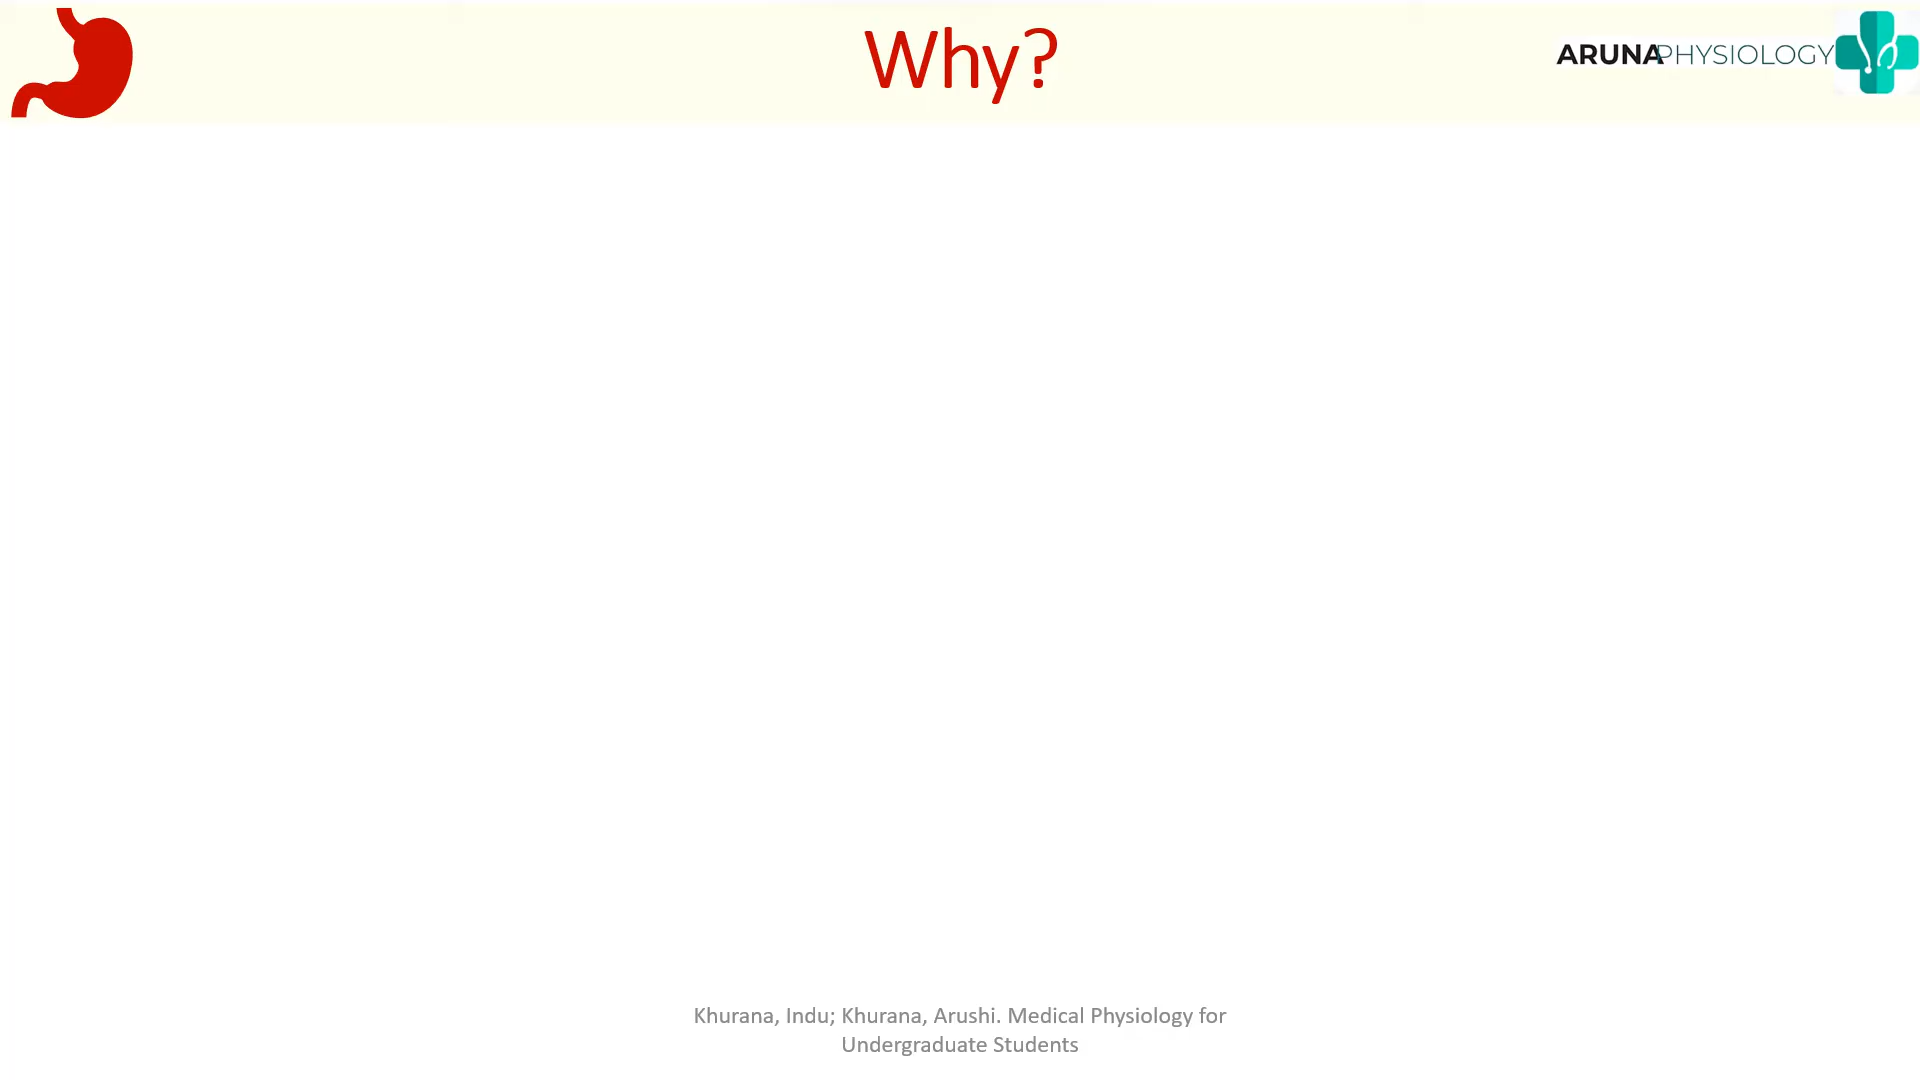 Why?
ARUNAPHYSIOLOGY
Khurana, Indu; Khurana, Arushi. Medical Physiology for
Undergraduate Students